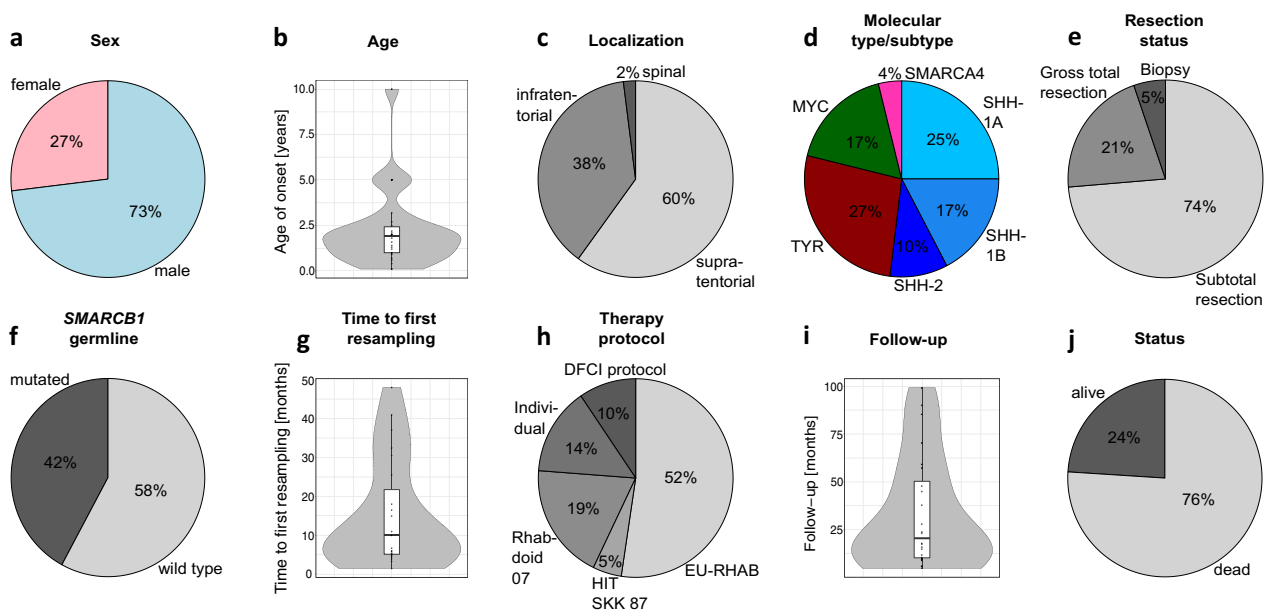 a Sex
female
27%
73%
male
b Age
Age of onset [years]
10.0
7.5
5.0
2.5
0.0
c Localization
2% spinal
infraten-
torial
38%
60%
supra-
tentorial
d Molecular
type/subtype
4% SMARCA4
MYC
SHH-
1A
17%
25%
27%
17%
10%
TYR
SHH-
1B
SHH-2
e Resection
status
Gross total
resection
Biopsy
5%
21%
74%
Subtotal
resection
f SMARCB1
germline
mutated
42%
58%
wild type
g Time to first
resampling
Time to first resampling [months]
50
40
30
20
10
0
h Therapy
protocol
DFCI protocol
Indivi-
dual
10%
14%
52%
19%
5%
Rhab-
doid
07
HIT
SKK 87
EU-RHAB
i Follow-up
Follow–up [months]
100
75
50
25
j Status
alive
24%
76%
dead